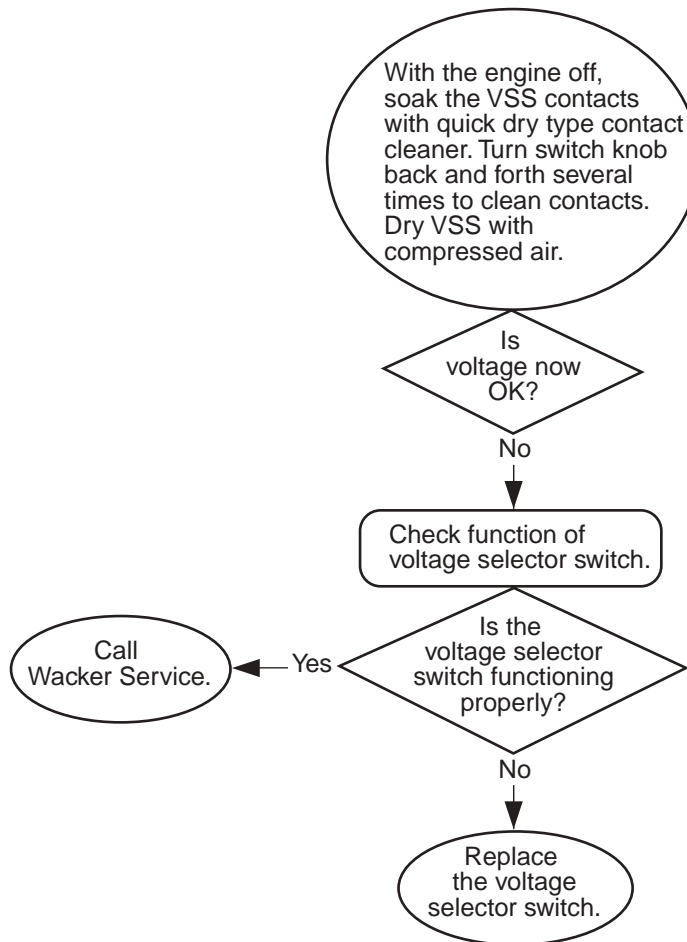 With the engine off,
soak the VSS contacts
with quick dry type contact
cleaner. Turn switch knob
back and forth several
times to clean contacts.
Dry VSS with
compressed air.
Is
voltage now
OK?
No
Check function of
voltage selector switch.
Is the
voltage selector
switch functioning
properly?
Yes
Call
Wacker Service.
No
Replace
the voltage
selector switch.